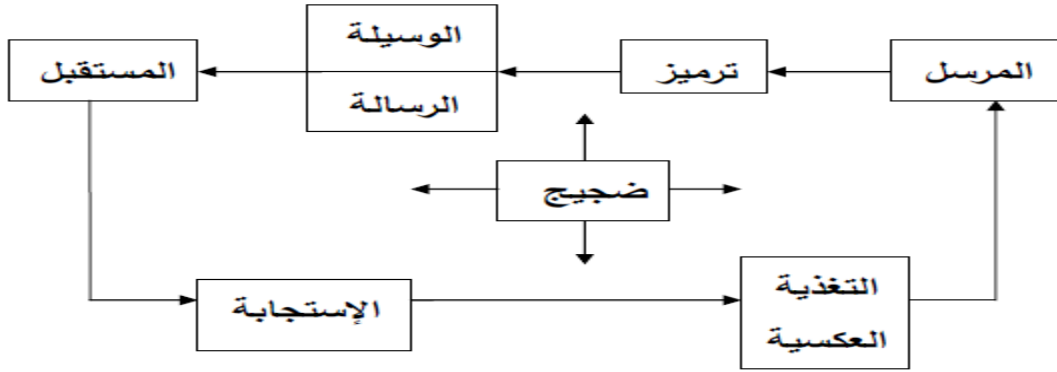 المرسل
ترميز
الوسيلة
الرسالة
المستقبل
ضجيج
الإستجابة
التغذية
العكسية